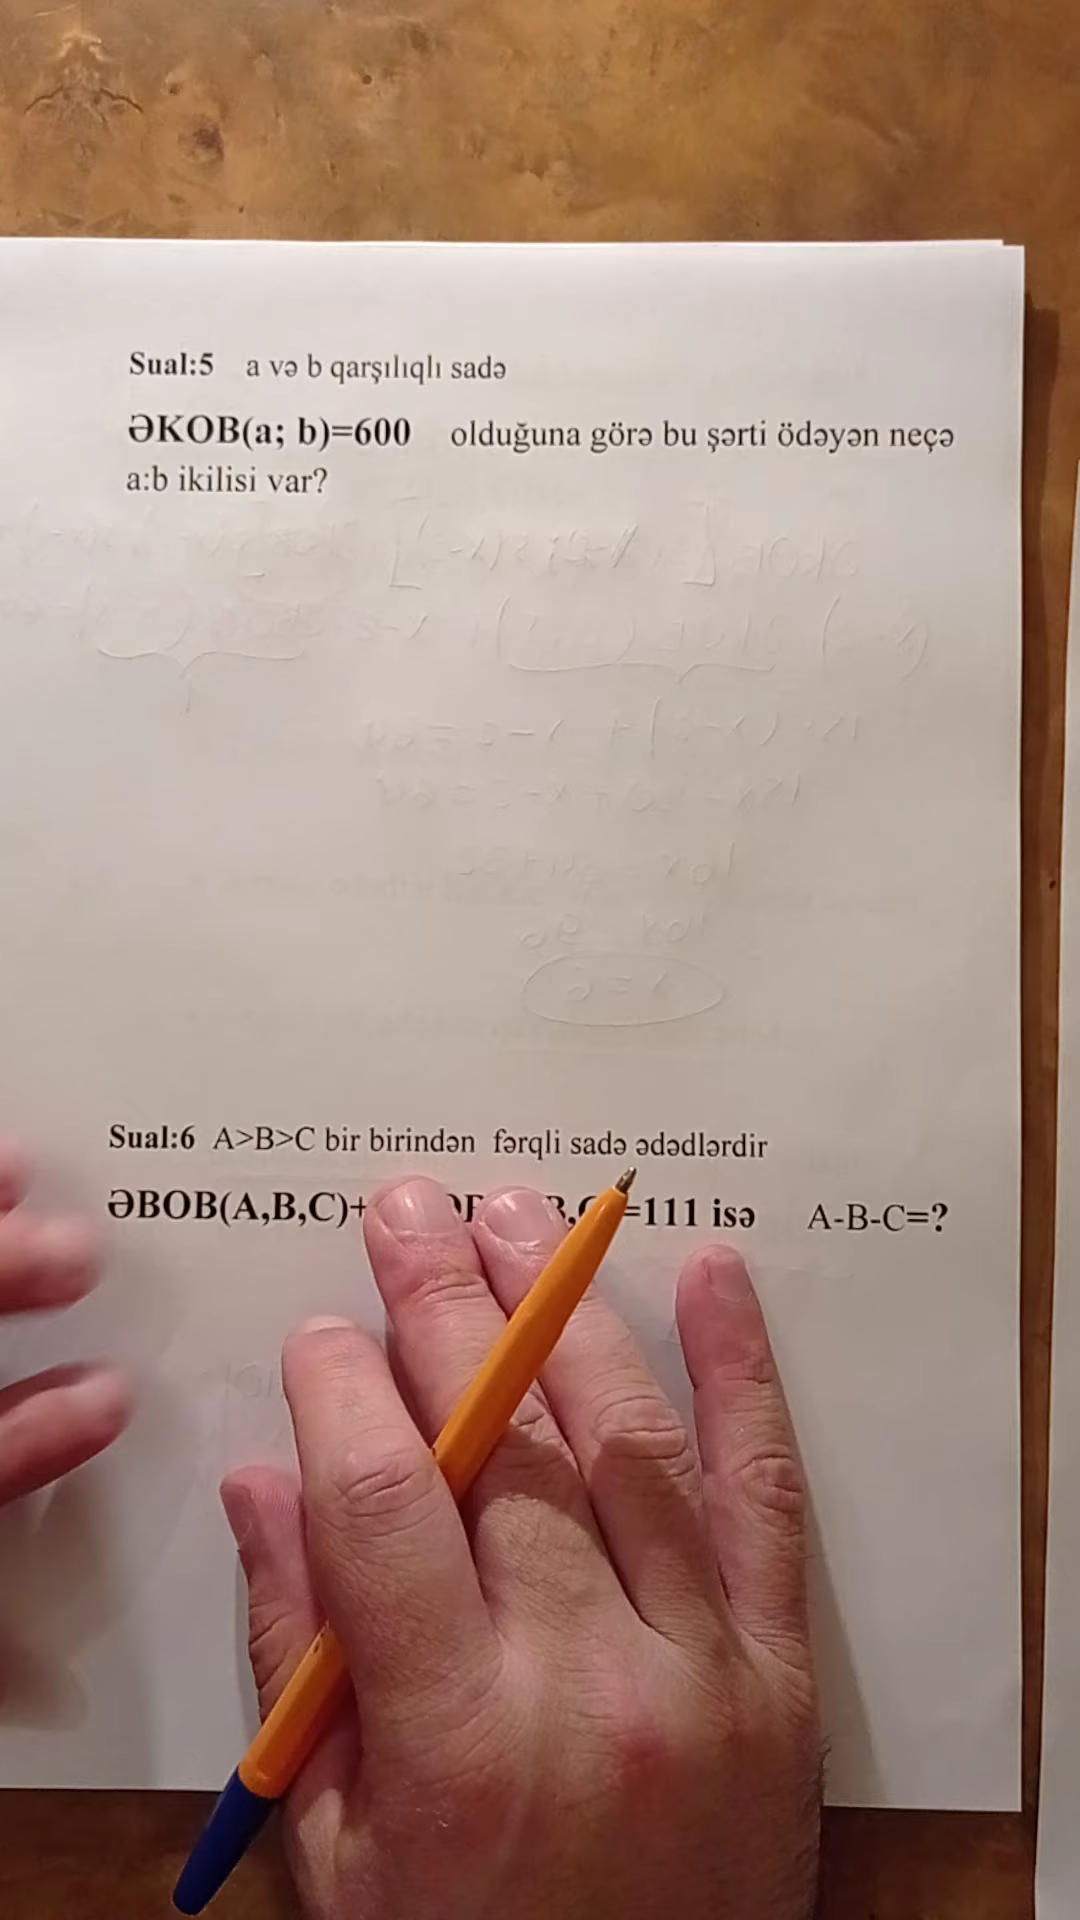 Sual:5 a və b qarşılıqlı sadə
ƏKOB(a; b)=600 olduğuna görə bu şərti ödəyən neçə
a:b ikilisi var?
Sual:6 A>B>C bir birindən fərqli sadə ədədlərdir
ƏBOB(A,B,C)+ =111 isə A-B-C=?